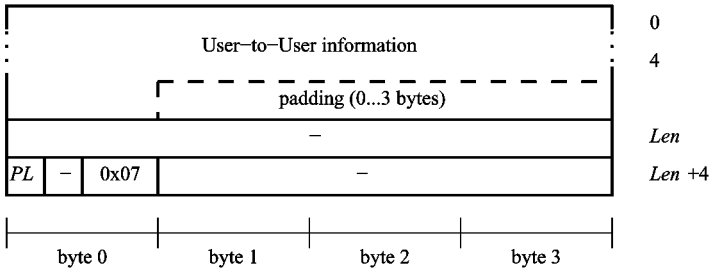 0
User−to−User information
4
padding (0...3 bytes)
− Len
PL − 0x07 − Len +4
byte 0 byte 1 byte 2 byte 3